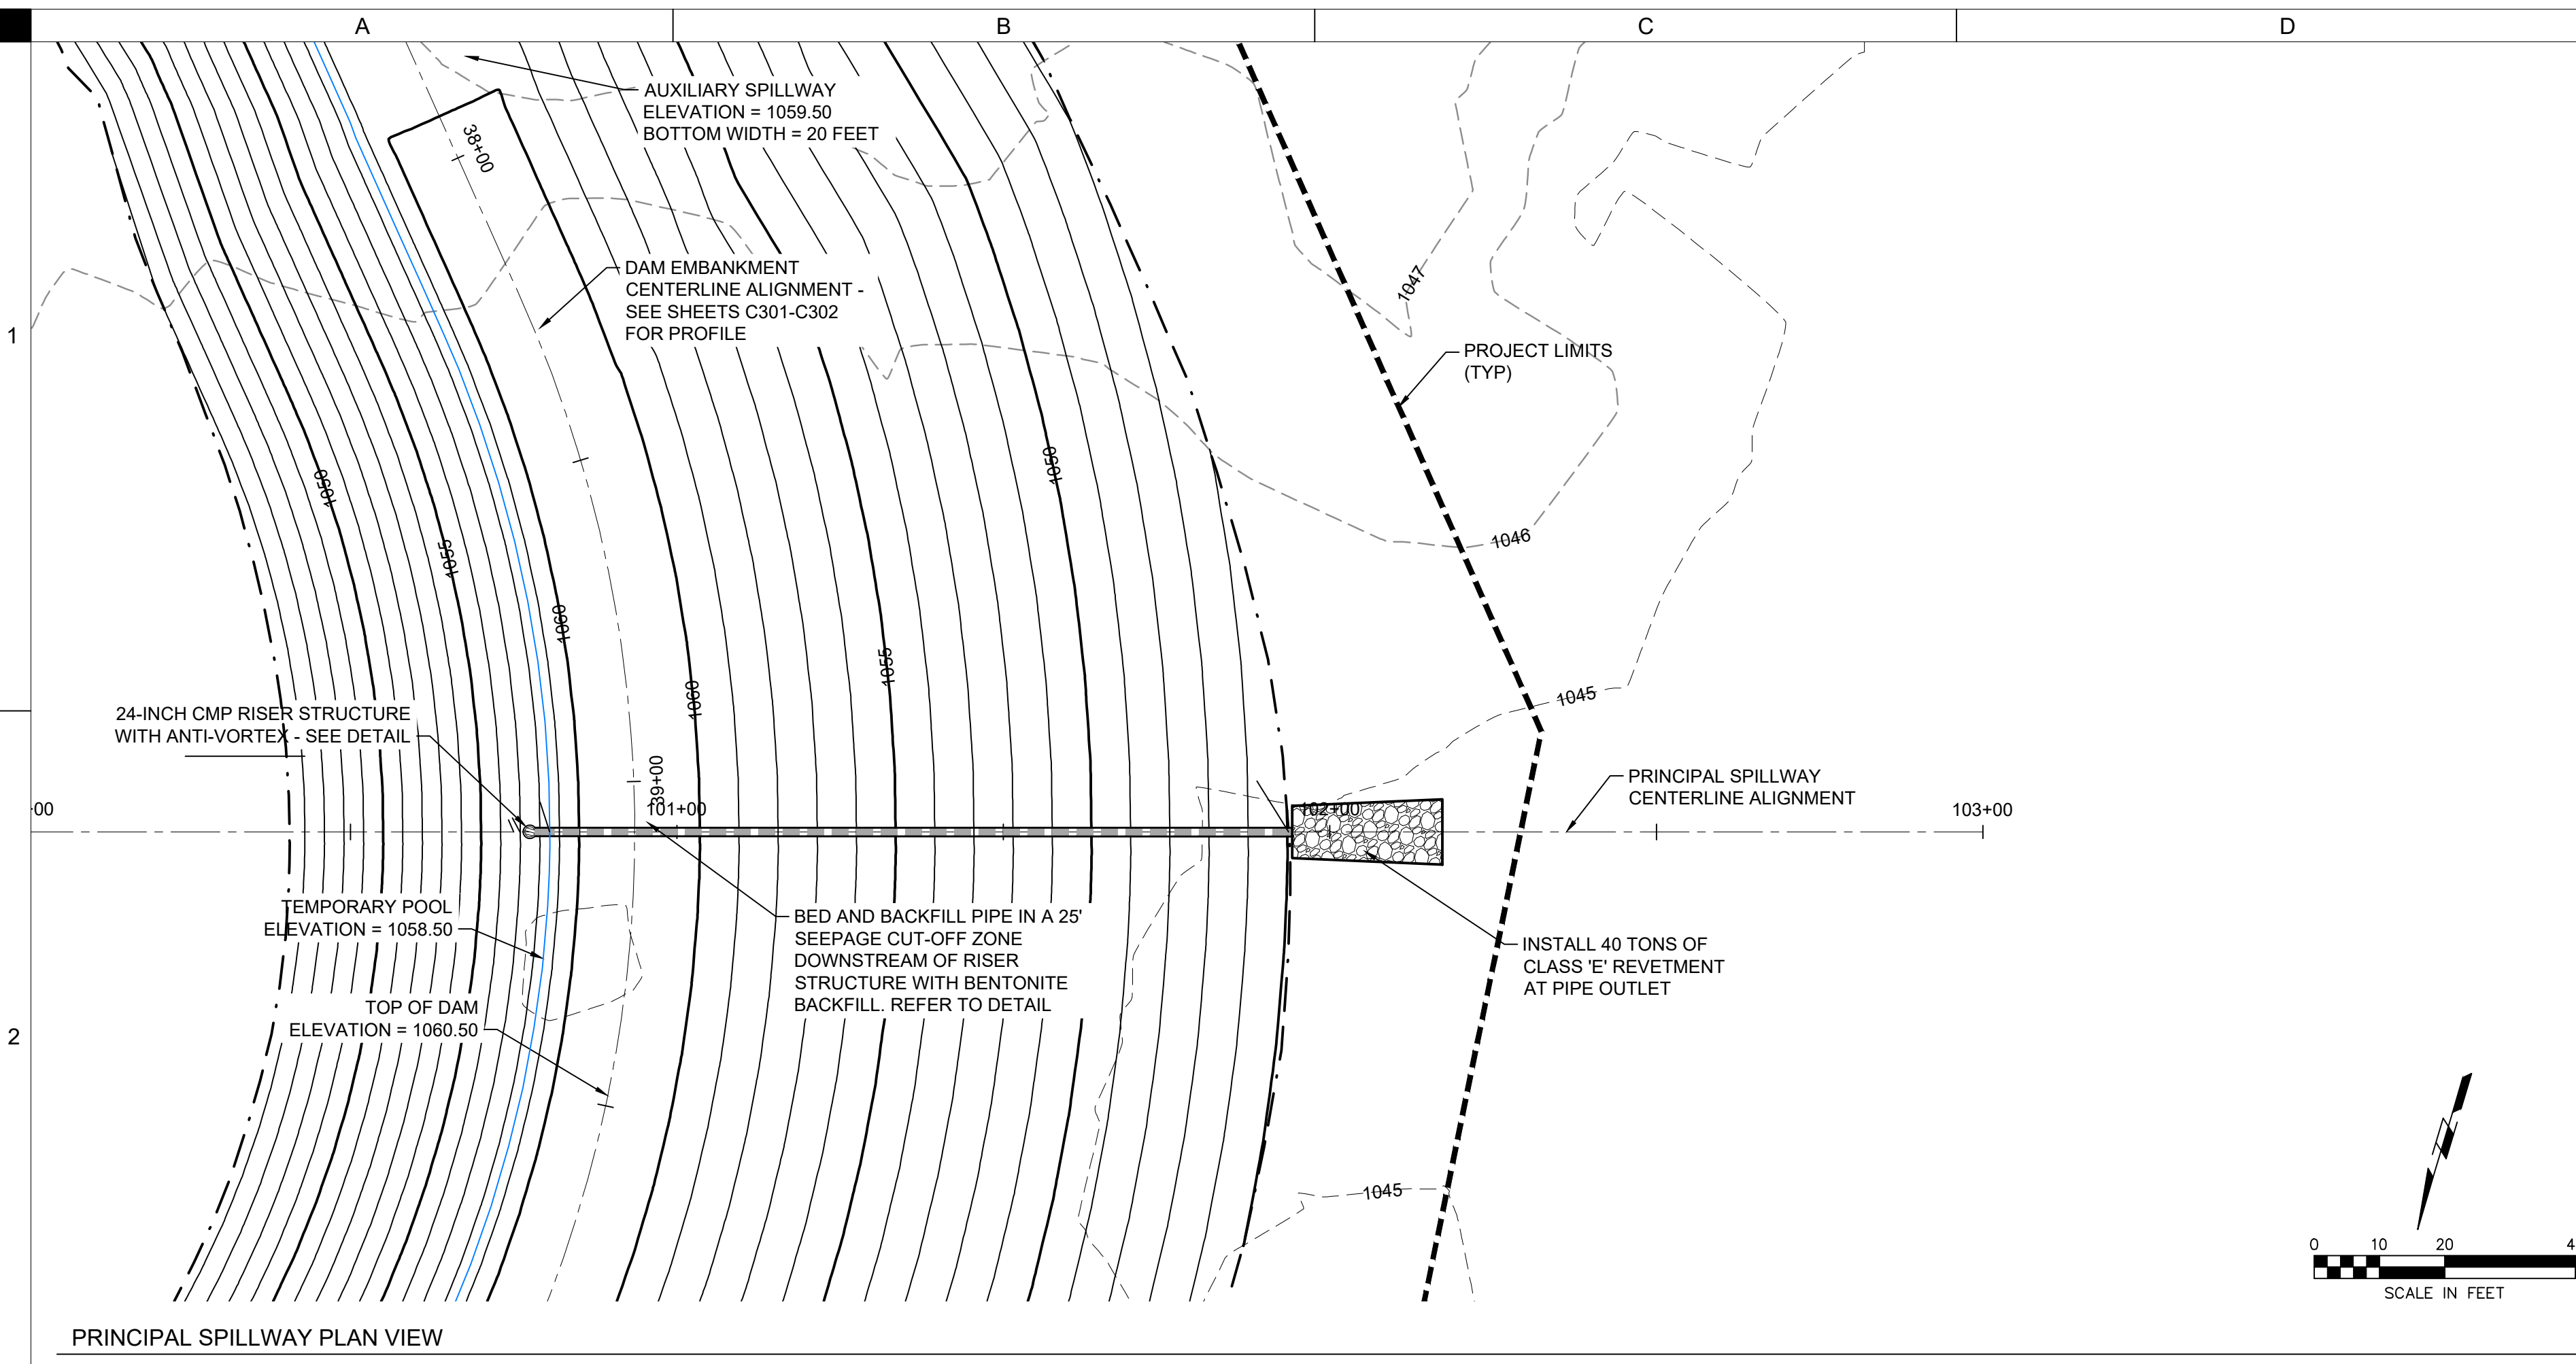 A
B
C
D
1
2
AUXILIARY SPILLWAY
ELEVATION = 1059.50
BOTTOM WIDTH = 20 FEET
38+00
DAM EMBANKMENT
CENTERLINE ALIGNMENT -
SEE SHEETS C301-C302
FOR PROFILE
1047
PROJECT LIMITS
(TYP)
1050
1050
1055
1046
1060
1055
1060
1045
24-INCH CMP RISER STRUCTURE
WITH ANTI-VORTEX - SEE DETAIL
39+00
+00
101+00
102+00
103+00
PRINCIPAL SPILLWAY
CENTERLINE ALIGNMENT
TEMPORARY POOL
ELEVATION = 1058.50
BED AND BACKFILL PIPE IN A 25'
SEEPAGE CUT-OFF ZONE
DOWNSTREAM OF RISER
STRUCTURE WITH BENTONITE
BACKFILL. REFER TO DETAIL
INSTALL 40 TONS OF
CLASS 'E' REVETMENT
AT PIPE OUTLET
TOP OF DAM
ELEVATION = 1060.50
1045
0 10 20 4
SCALE IN FEET
PRINCIPAL SPILLWAY PLAN VIEW